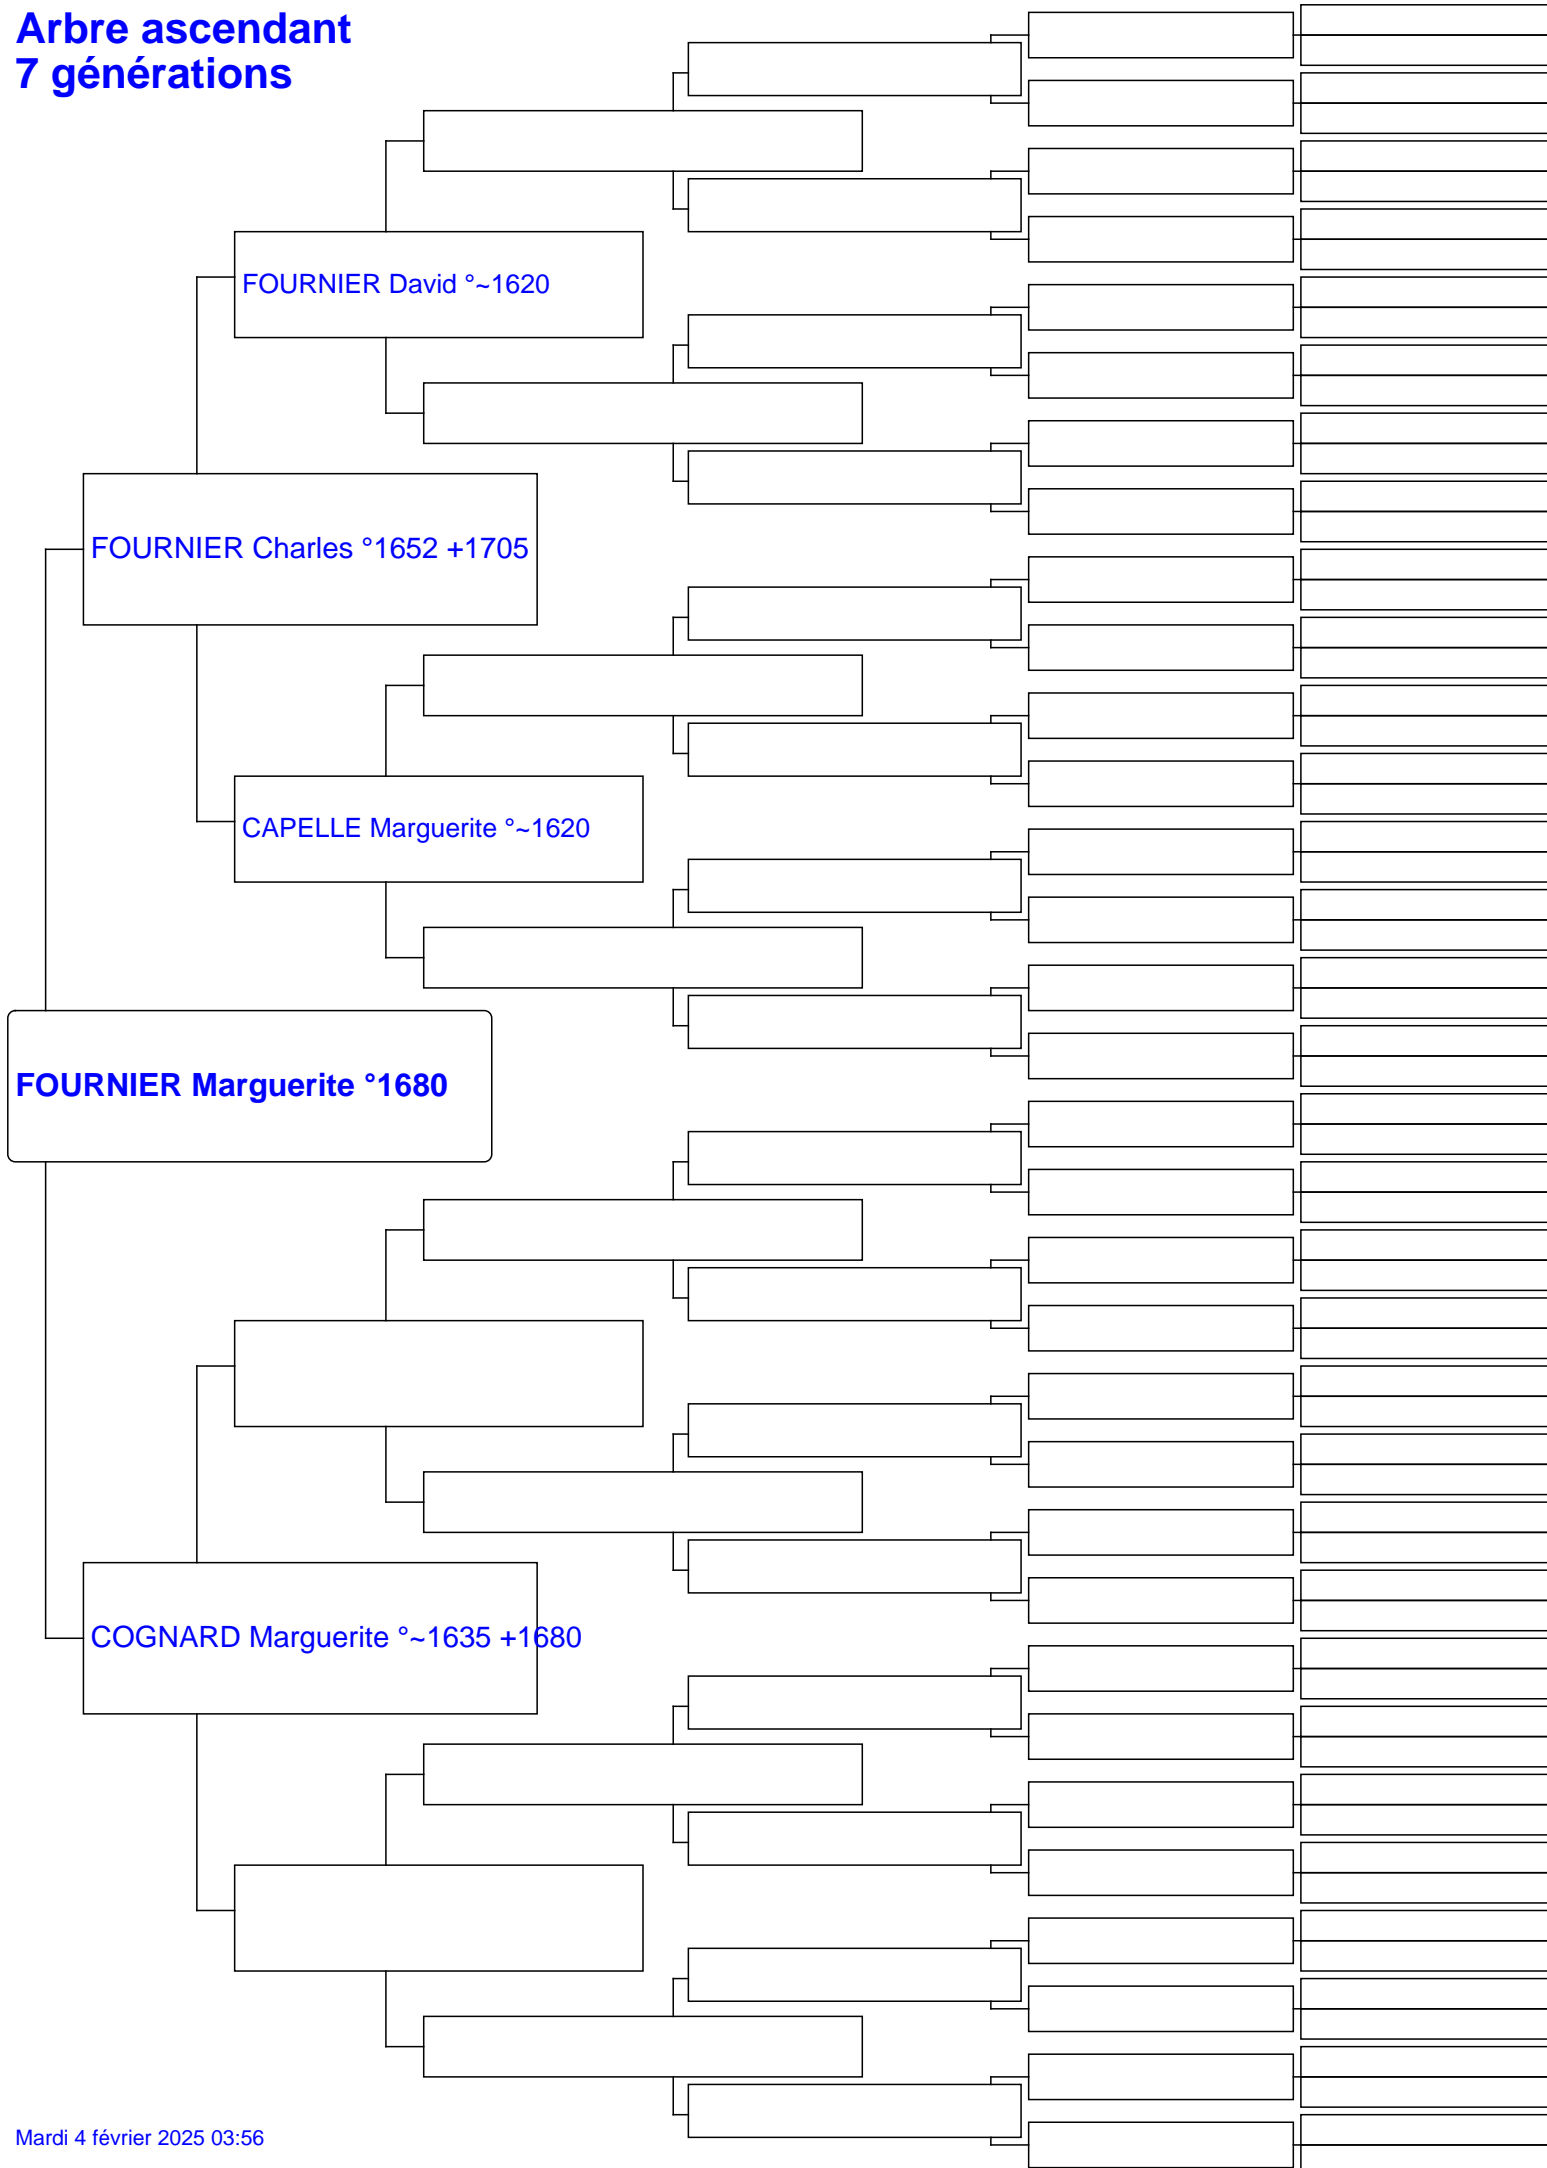 Arbre ascendant
7 générations
FOURNIER David °~1620
FOURNIER Charles °1652 +1705
CAPELLE Marguerite °~1620
FOURNIER Marguerite °1680
COGNARD Marguerite °~1635 +1680
Mardi 4 février 2025 03:56